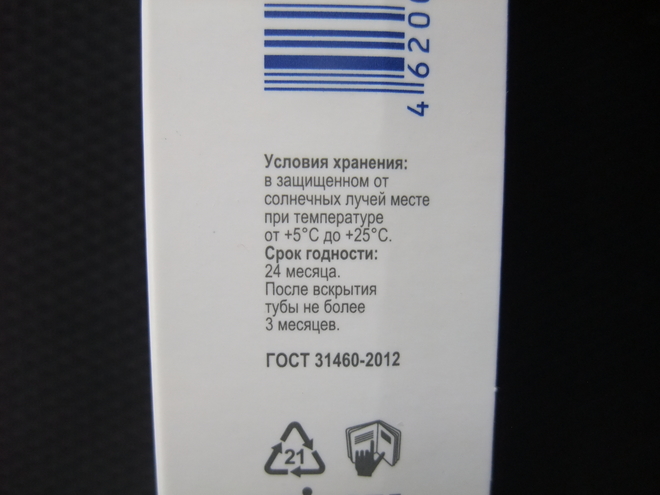 4 620
Условия хранения:
в защищенном от
солнечных лучей месте
при температуре
от +5°С до +25°С.
Срок годности:
24 месяца.
После вскрытия
тубы не более
3 месяцев.
ГОСТ 31460-2012
21